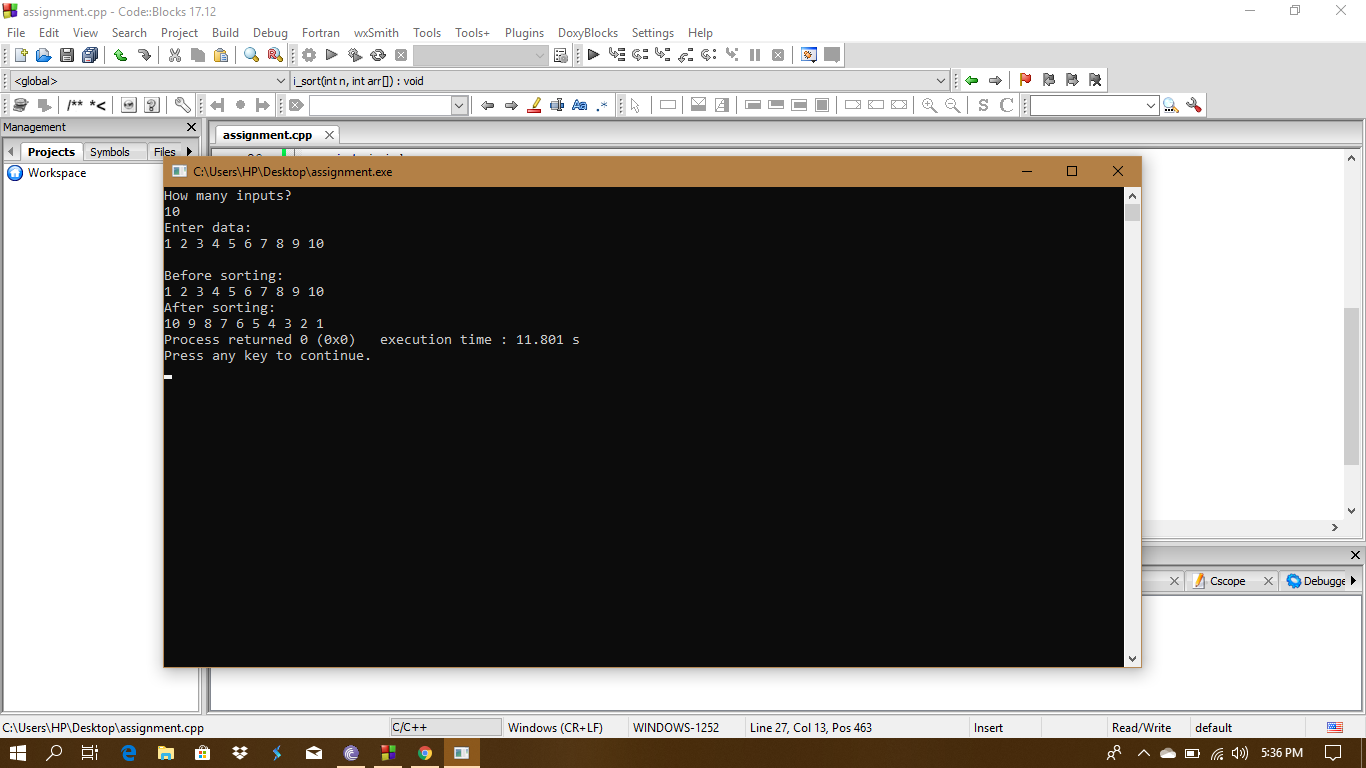 assignment.cpp - Code::Blocks 17.12
File Edit View Search Project Build Debug Fortran wxSmith Tools Tools+ Plugins DoxyBlocks Settings Help
<global> i_sort(int n, int arr[]) : void
/** *<
Aa .*
S C
Management
assignment.cpp
Projects Symbols Files
Workspace
C:\Users\HP\Desktop\assignment.exe
How many inputs?
10
Enter data:
1 2 3 4 5 6 7 8 9 10
Before sorting:
1 2 3 4 5 6 7 8 9 10
After sorting:
10 9 8 7 6 5 4 3 2 1
Process returned 0 (0x0)   execution time : 11.801 s
Press any key to continue.
Cscope Debugge
C:\Users\HP\Desktop\assignment.cpp C/C++ Windows (CR+LF) WINDOWS-1252 Line 27, Col 13, Pos 463 Insert Read/Write default
5:36 PM